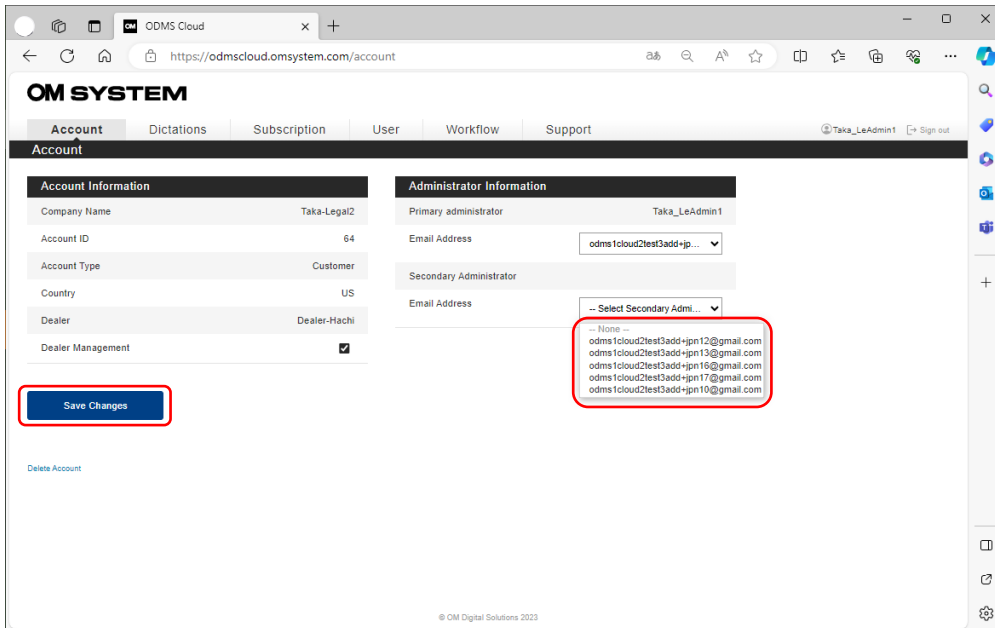 OM ODMS Cloud
https://odmscloud.omsystem.com/account
OM SYSTEM
Account Dictations Subscription User Workflow Support Taka_LeAdmin1 Sign out
Account
Account Information
Company Name Taka-Legal2
Account ID 64
Account Type Customer
Country US
Dealer Dealer-Hachi
Dealer Management
Save Changes
Delete Account
Administrator Information
Primary administrator Taka_LeAdmin1
Email Address odms1cloud2test3add+jp...
Secondary Administrator
Email Address -- Select Secondary Admi...
-- None --
odms1cloud2test3add+jpn12@gmail.com
odms1cloud2test3add+jpn13@gmail.com
odms1cloud2test3add+jpn16@gmail.com
odms1cloud2test3add+jpn17@gmail.com
odms1cloud2test3add+jpn10@gmail.com
© OM Digital Solutions 2023